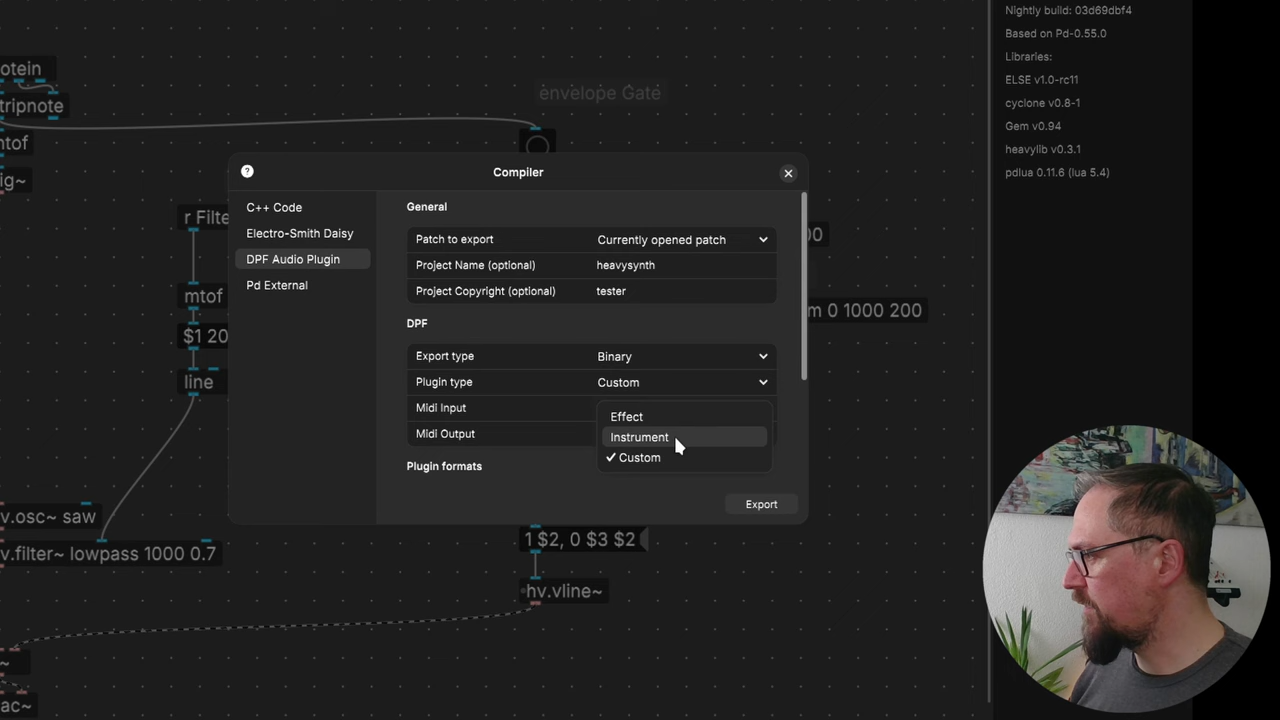 Nightly build: 03d69dbf4
Based on Pd-0.55.0
Libraries:
ELSE v1.0-rc11
cyclone v0.8-1
Gem v0.94
heavylib v0.3.1
pdlua 0.11.6 (lua 5.4)
otein
tripnote
mtof
ig~
envelope Gate
r Filte
mtof
$1 20
line
v.osc~ saw
v.filter~ lowpass 1000 0.7
~
ac~
Compiler
C++ Code
Electro-Smith Daisy
DPF Audio Plugin
Pd External
General
Patch to export Currently opened patch
Project Name (optional) heavysynth
Project Copyright (optional) tester
DPF
Export type Binary
Plugin type Custom
Midi Input
Midi Output
Effect
Instrument
✓ Custom
Plugin formats
Export
00
m 0 1000 200
1 $2, 0 $3 $2
hv.vline~